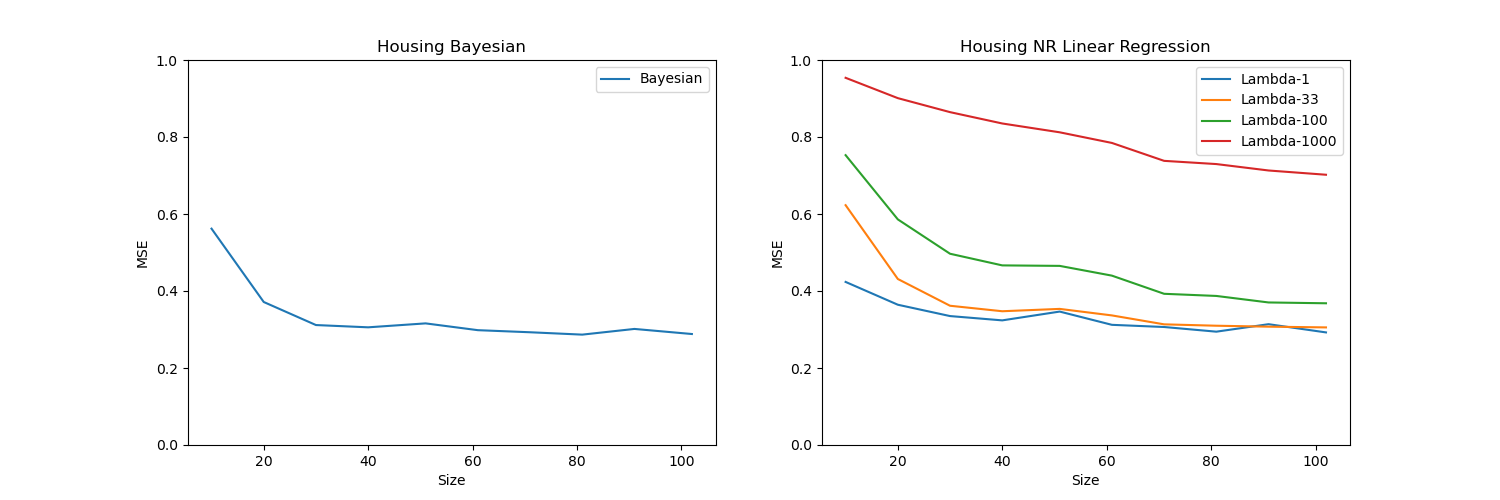 Housing Bayesian
1.0
0.8
0.6
0.4
0.2
0.0
MSE
20 40 60 80 100
Size
Bayesian
Housing NR Linear Regression
1.0
0.8
0.6
0.4
0.2
0.0
MSE
20 40 60 80 100
Size
Lambda-1
Lambda-33
Lambda-100
Lambda-1000